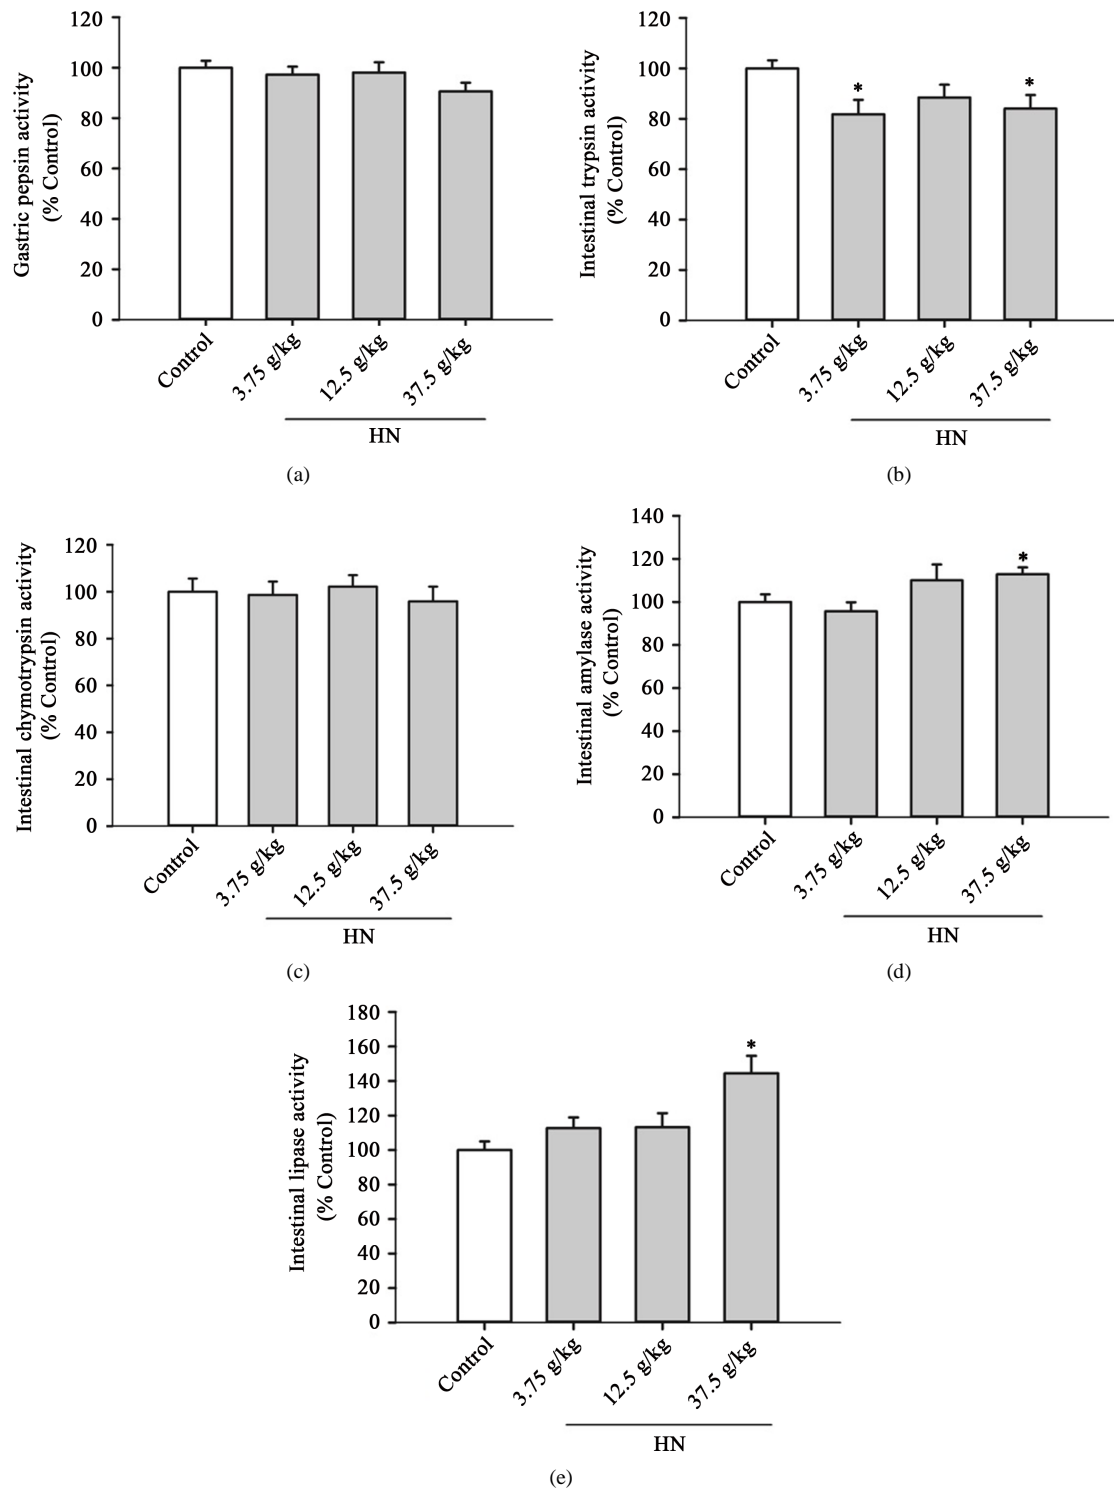 Gastric pepsin activity
(% Control)
120
100
80
60
40
20
0
Control
3.75 g/kg
12.5 g/kg
37.5 g/kg
HN
(a)
Intestinal trypsin activity
(% Control)
120
100
80
60
40
20
0
*
*
Control
3.75 g/kg
12.5 g/kg
37.5 g/kg
HN
(b)
Intestinal chymotrypsin activity
(% Control)
120
100
80
60
40
20
0
Control
3.75 g/kg
12.5 g/kg
37.5 g/kg
HN
(c)
Intestinal amylase activity
(% Control)
140
120
100
80
60
40
20
0
*
Control
3.75 g/kg
12.5 g/kg
37.5 g/kg
HN
(d)
Intestinal lipase activity
(% Control)
180
160
140
120
100
80
60
40
20
0
*
Control
3.75 g/kg
12.5 g/kg
37.5 g/kg
HN
(e)